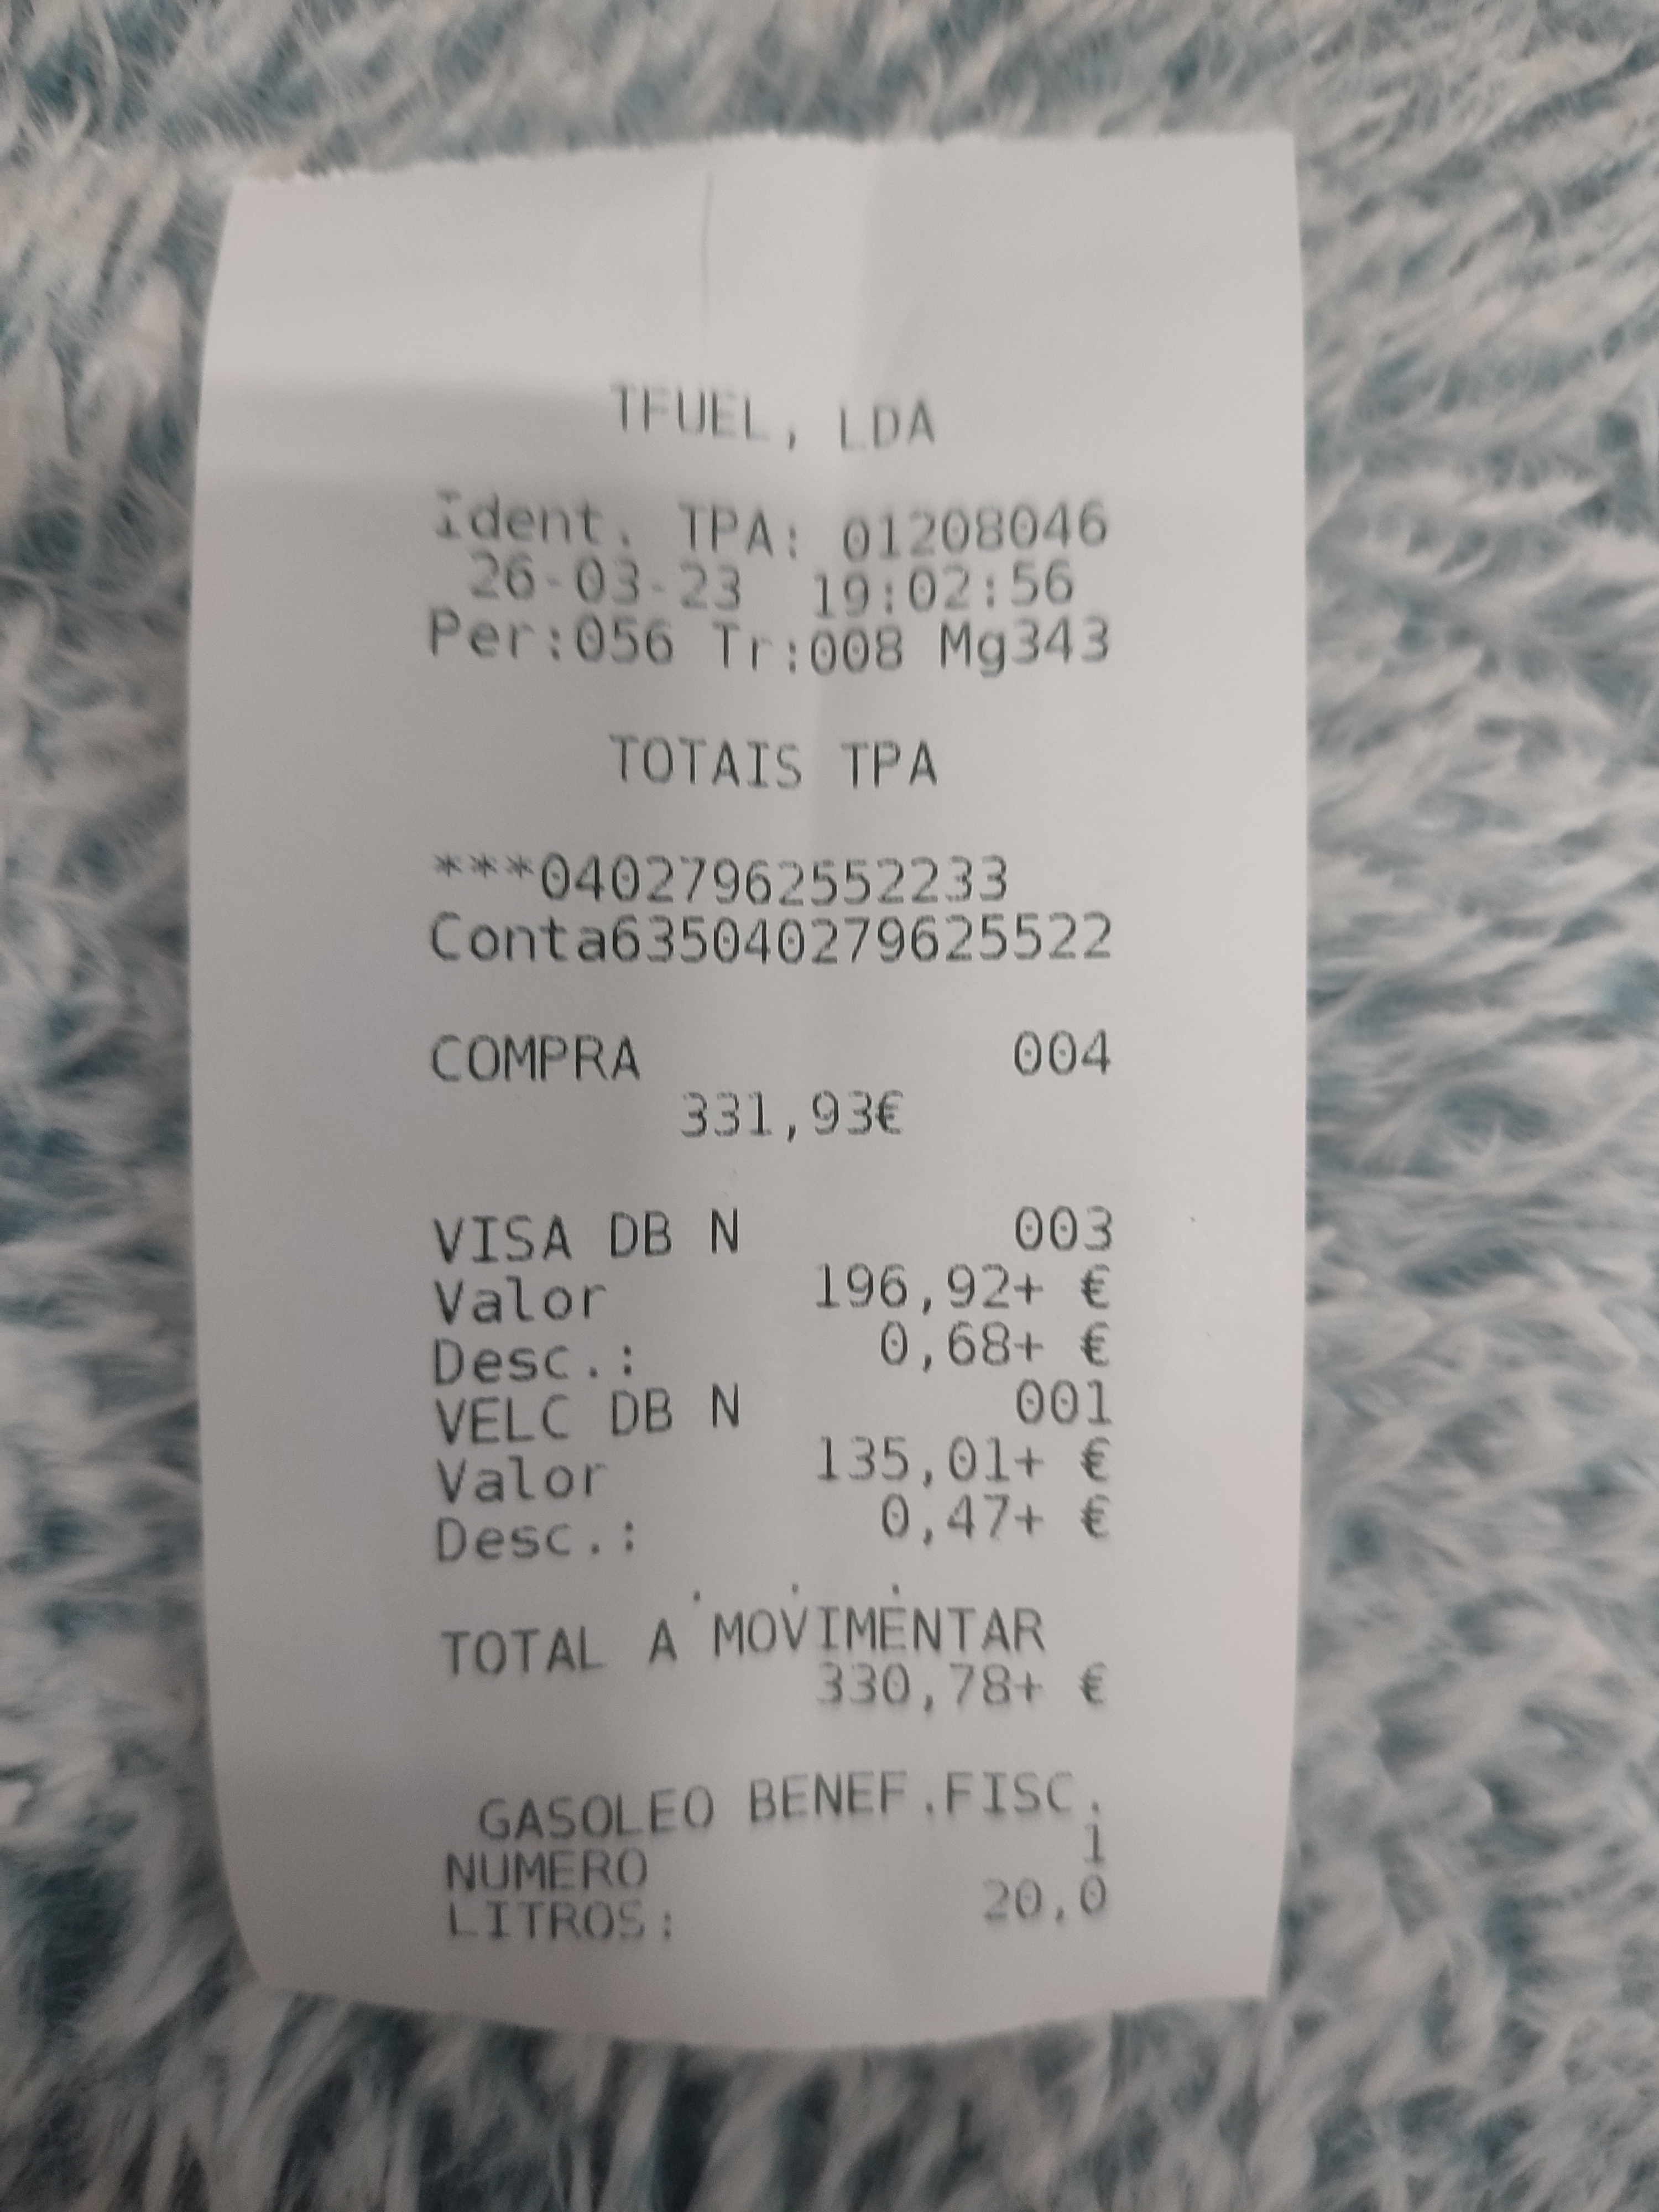 TFUEL, LDA
Ident. TPA: 01208046
26-03-23 19:02:56
Per:056 Tr:008 Mg343
TOTAIS TPA
***04027962552233
Conta635040279625522
COMPRA 004
331,93€
VISA DB N 003
Valor 196,92+ €
Desc.: 0,68+ €
VELC DB N 001
Valor 135,01+ €
Desc.: 0,47+ €
. . .
TOTAL A MOVIMENTAR
330,78+ €
GASOLEO BENEF.FISC.
NUMERO 1
LITROS: 20,0